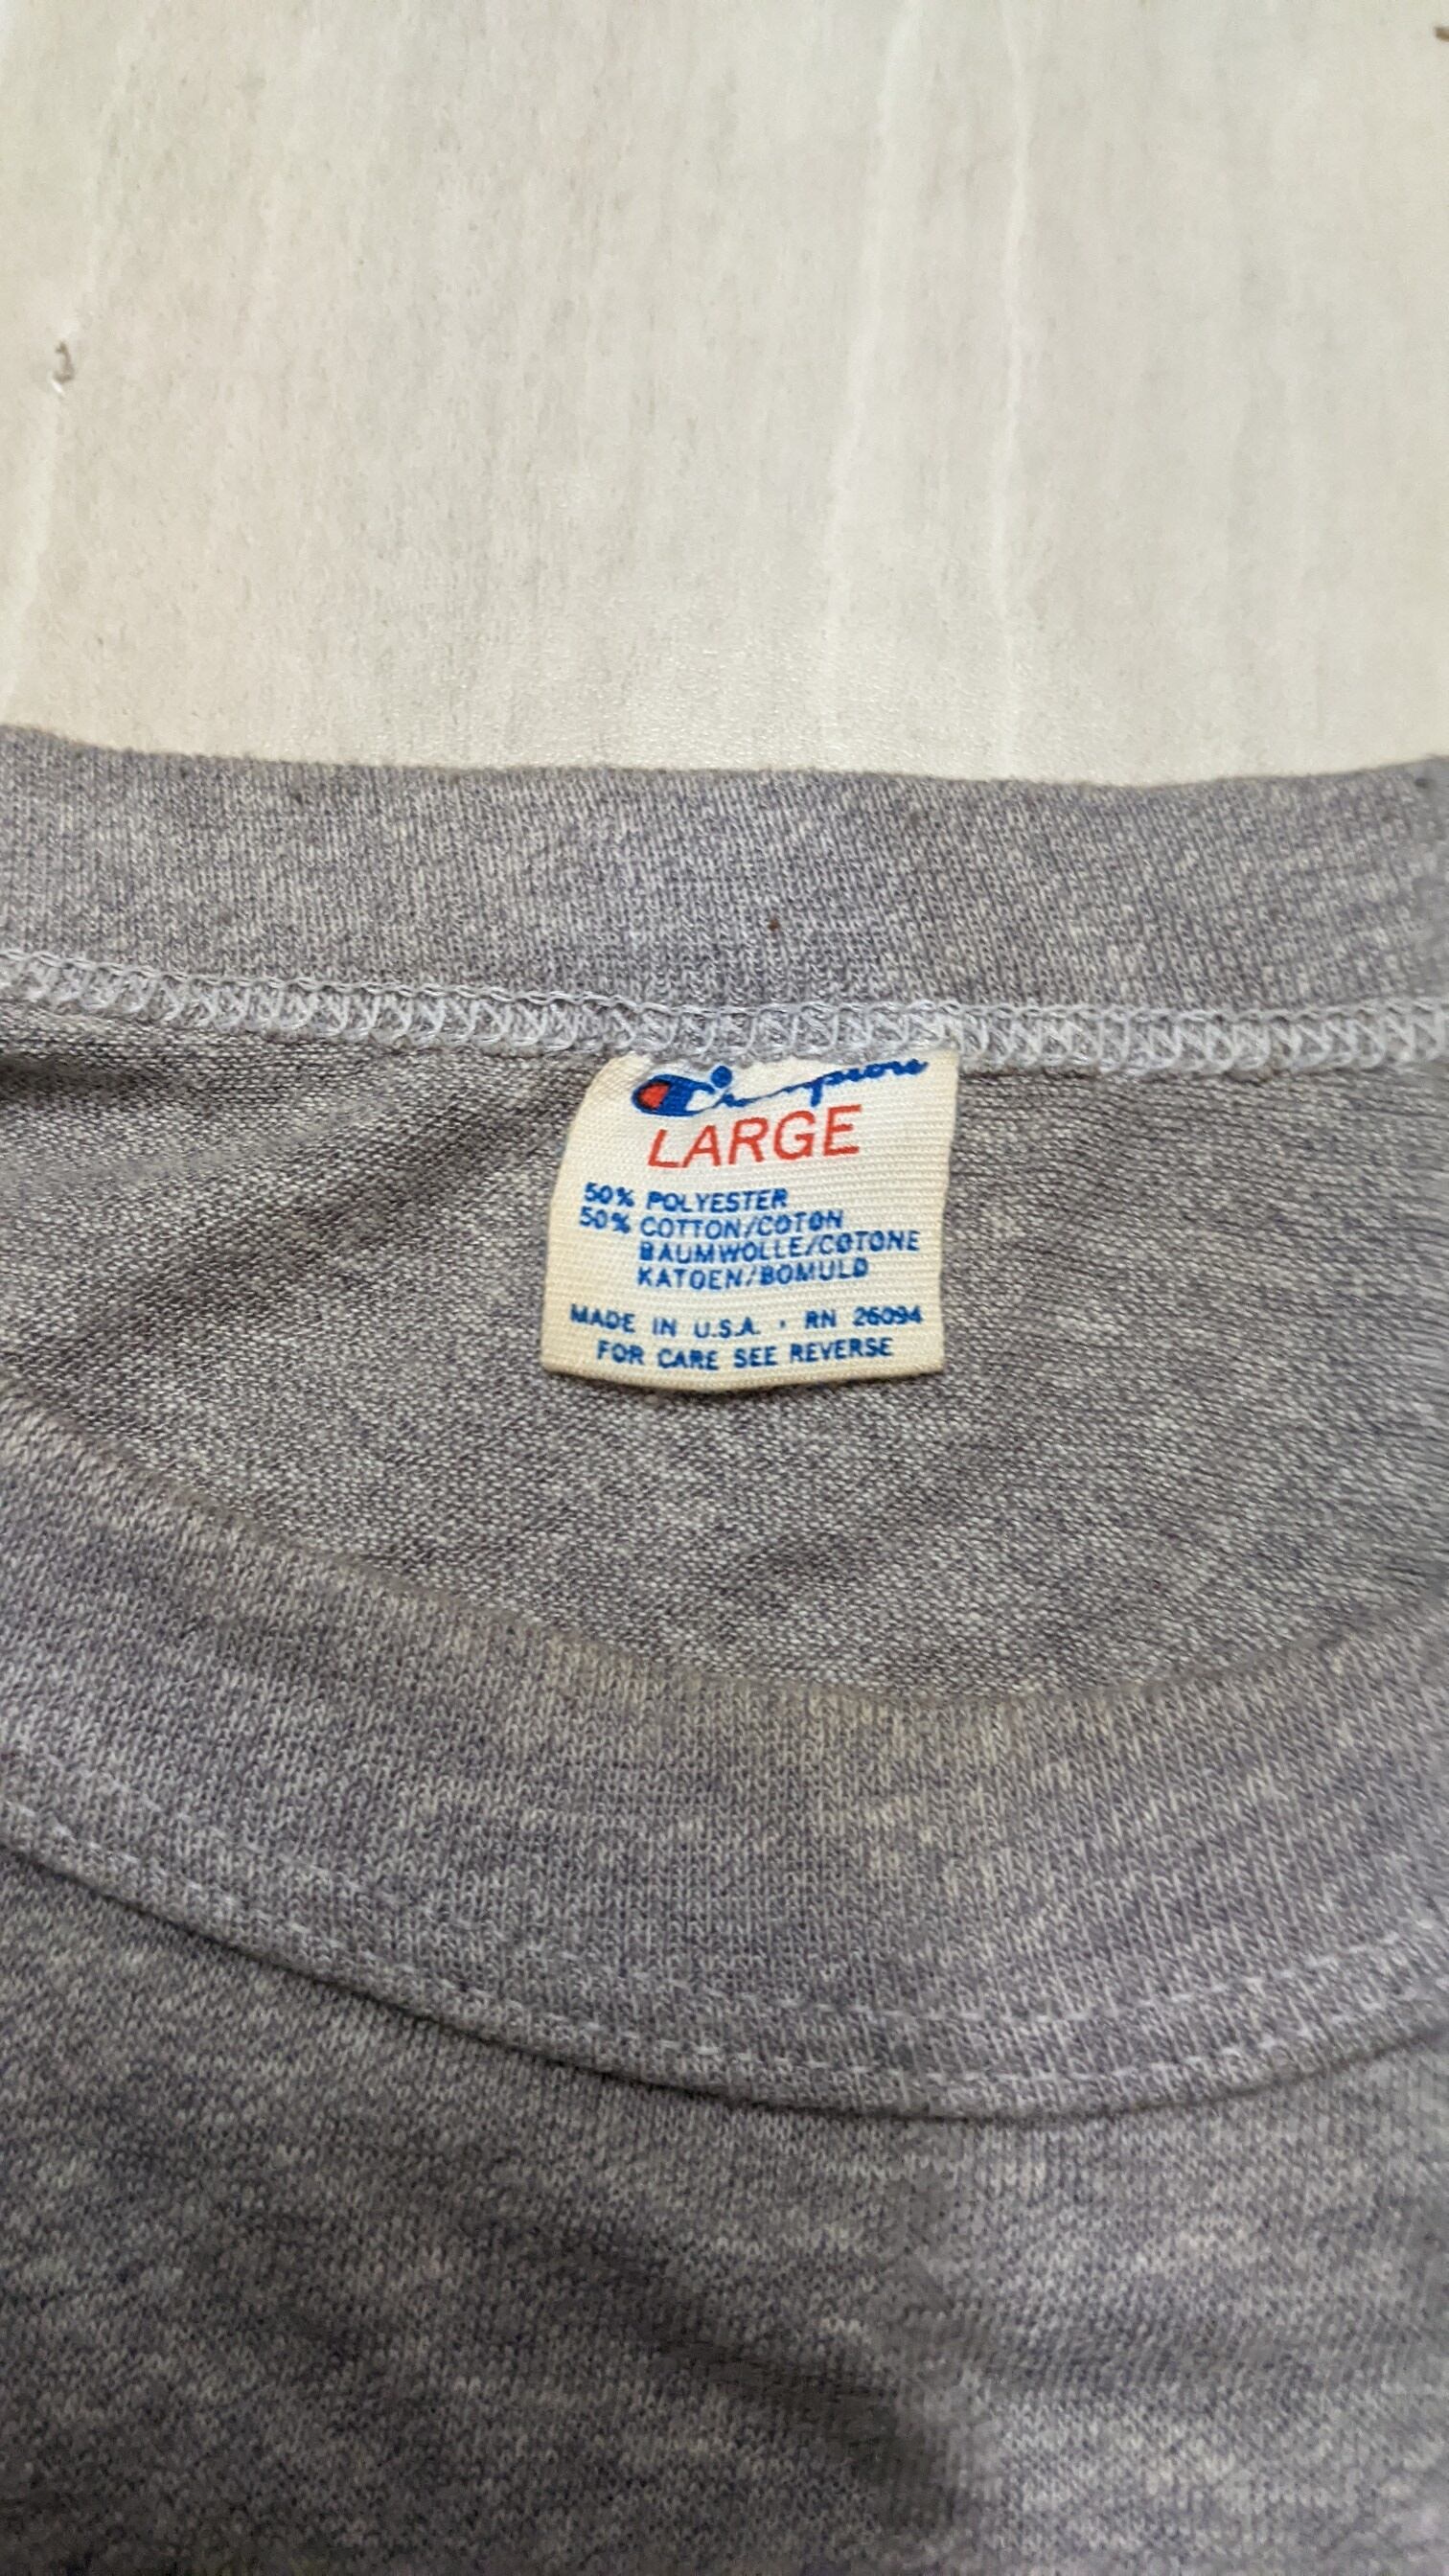 Champion
LARGE
50% POLYESTER
50% COTTON/COTON
BAUMWOLLE/COTONE
KATOEN/BOMULD
MADE IN U.S.A. · RN 26094
FOR CARE SEE REVERSE